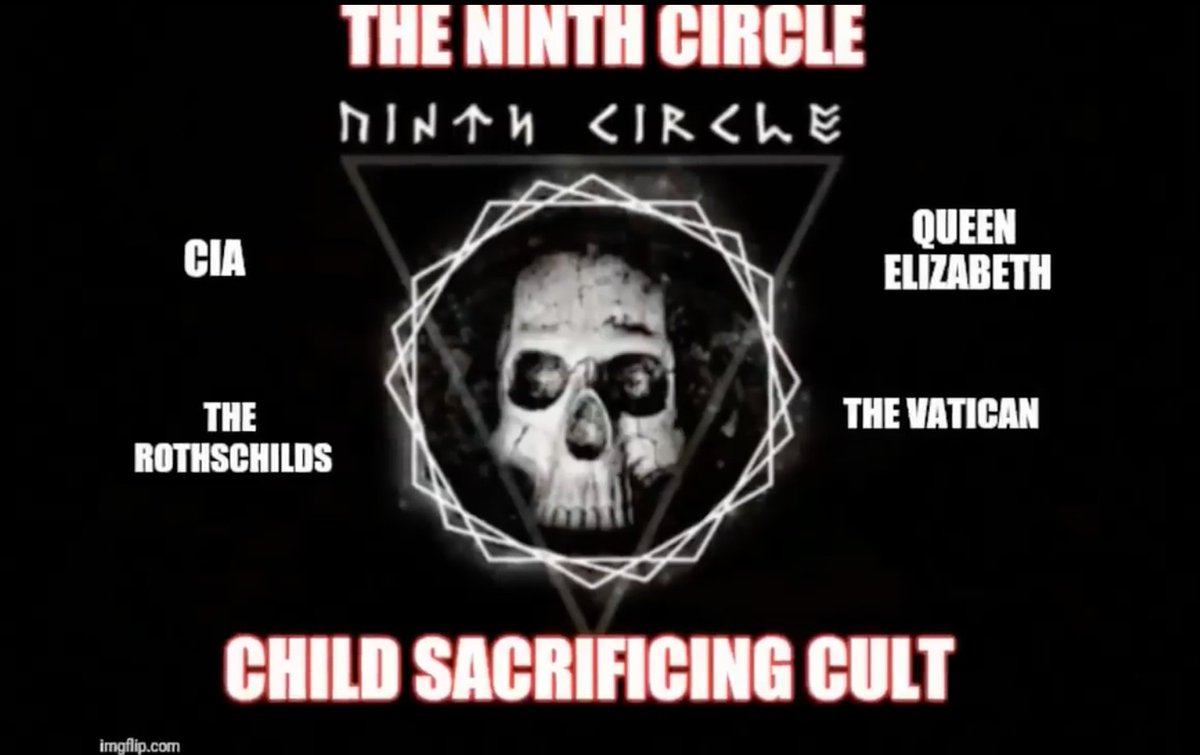 THE NINTH CIRCLE
NINTH CIRCLE
CIA
QUEEN
ELIZABETH
THE
ROTHSCHILDS
THE VATICAN
CHILD SACRIFICING CULT
imgflip.com